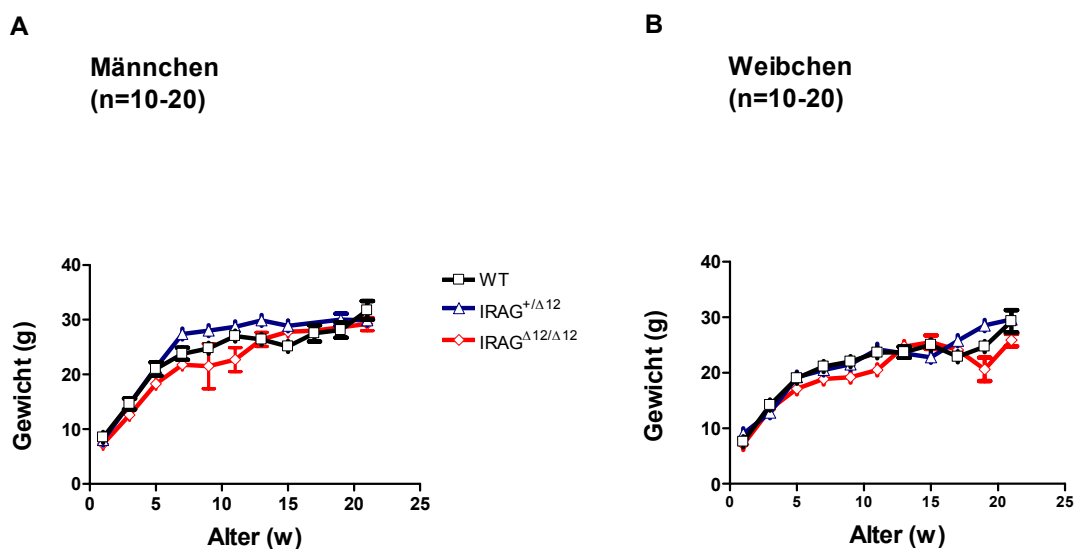 A
Männchen
(n=10-20)
Gewicht (g)
40
30
20
10
0
0 5 10 15 20 25
Alter (w)
WT
IRAG+/Δ12
IRAGΔ12/Δ12
B
Weibchen
(n=10-20)
Gewicht (g)
40
30
20
10
0
0 5 10 15 20 25
Alter (w)